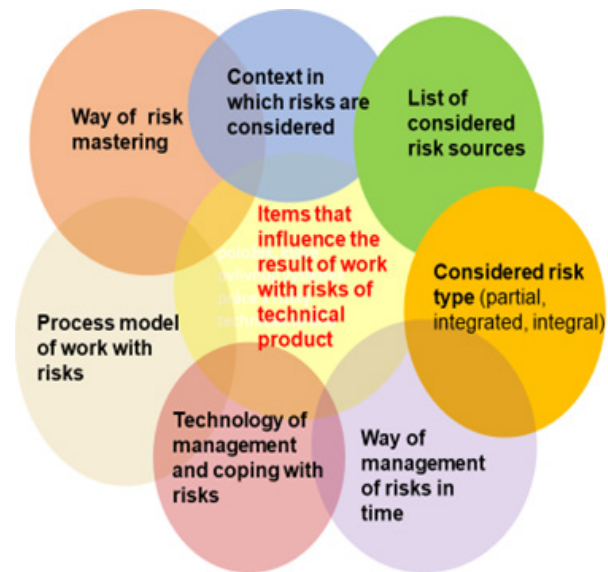 Context in
which risks are
considered
Way of risk
mastering
List of
considered
risk sources
Items that
influence the
result of work
with risks of
technical
product
Considered risk
type (partial,
integrated, integral)
Process model
of work with
risks
Technology of
management
and coping with
risks
Way of
management
of risks in
time